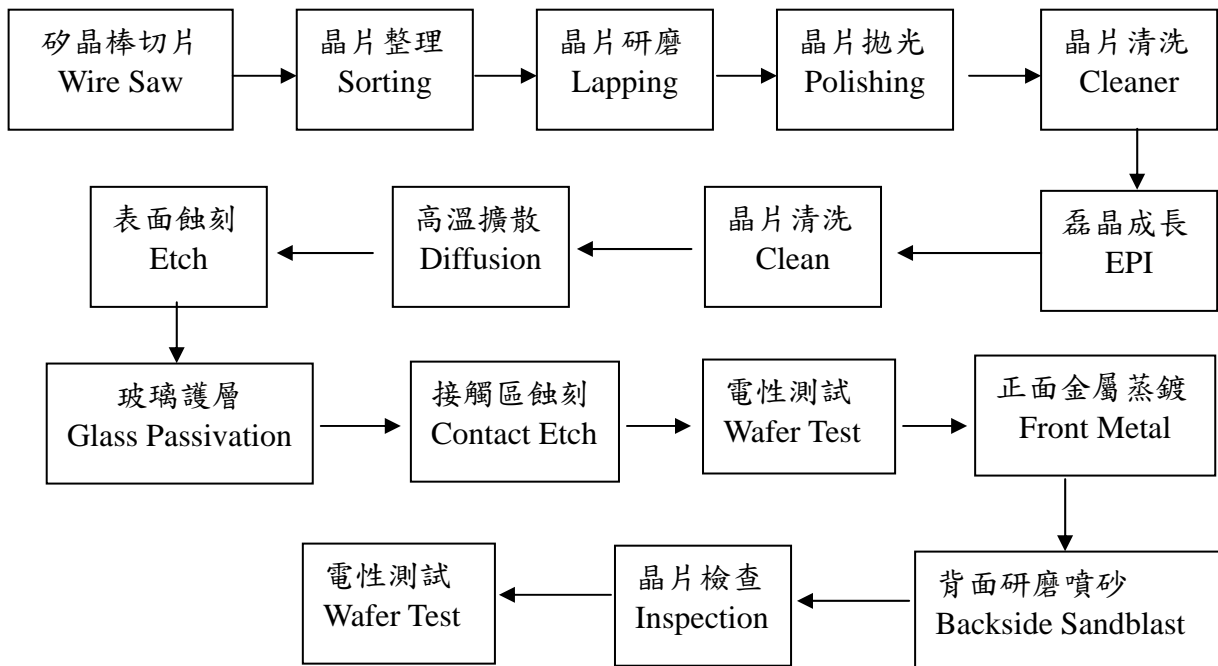 矽晶棒切片
Wire Saw
晶片整理
Sorting
晶片研磨
Lapping
晶片拋光
Polishing
晶片清洗
Cleaner
磊晶成長
EPI
晶片清洗
Clean
高溫擴散
Diffusion
表面蝕刻
Etch
玻璃護層
Glass Passivation
接觸區蝕刻
Contact Etch
電性測試
Wafer Test
正面金屬蒸鍍
Front Metal
背面研磨噴砂
Backside Sandblast
晶片檢查
Inspection
電性測試
Wafer Test